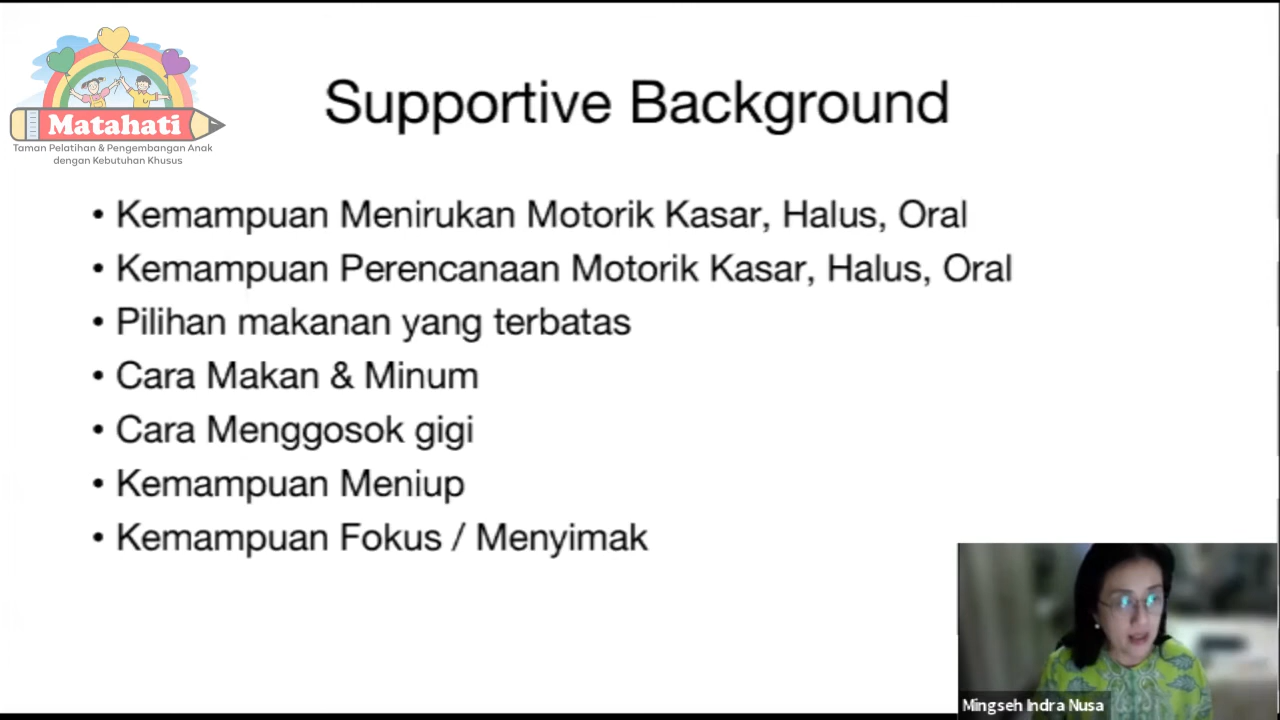 Matahati
Taman Pelatihan & Pengembangan Anak
dengan Kebutuhan Khusus
Supportive Background
• Kemampuan Menirukan Motorik Kasar, Halus, Oral
• Kemampuan Perencanaan Motorik Kasar, Halus, Oral
• Pilihan makanan yang terbatas
• Cara Makan & Minum
• Cara Menggosok gigi
• Kemampuan Meniup
• Kemampuan Fokus / Menyimak
Mingseh Indra Nusa